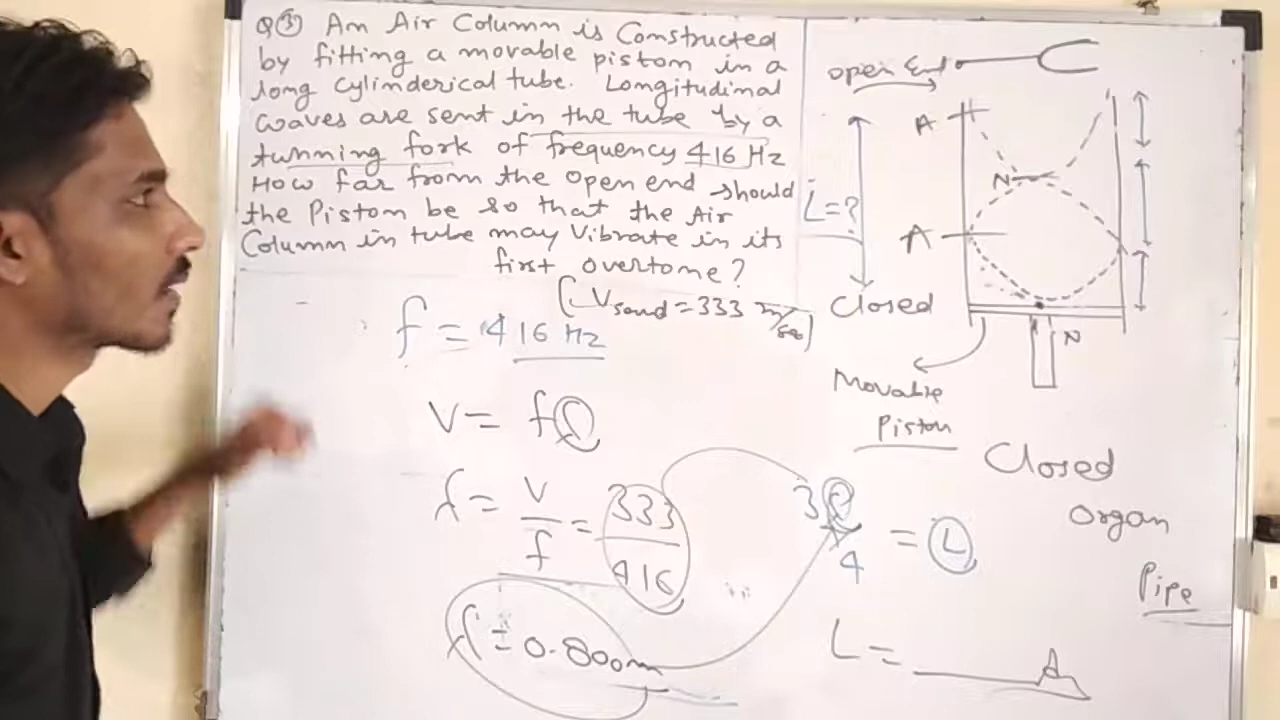 Q③ An Air Column is Constructed
by fitting a movable piston in a
long cylinderical tube. Longitudinal
waves are sent in the tube by a
tunning fork of frequency 416 Hz
How far from the open end should
the Piston be so that the Air
Column in tube may Vibrate in its
first overtome?
(Vsound = 333 m/sec)
f = 416 Hz
v = fλ
λ = v/f = 333/416
λ = 0.800m
open End
A
N
A
L=?
Closed
N
Movable
Piston
Closed
organ
Pipe
3λ/4 = L
L =